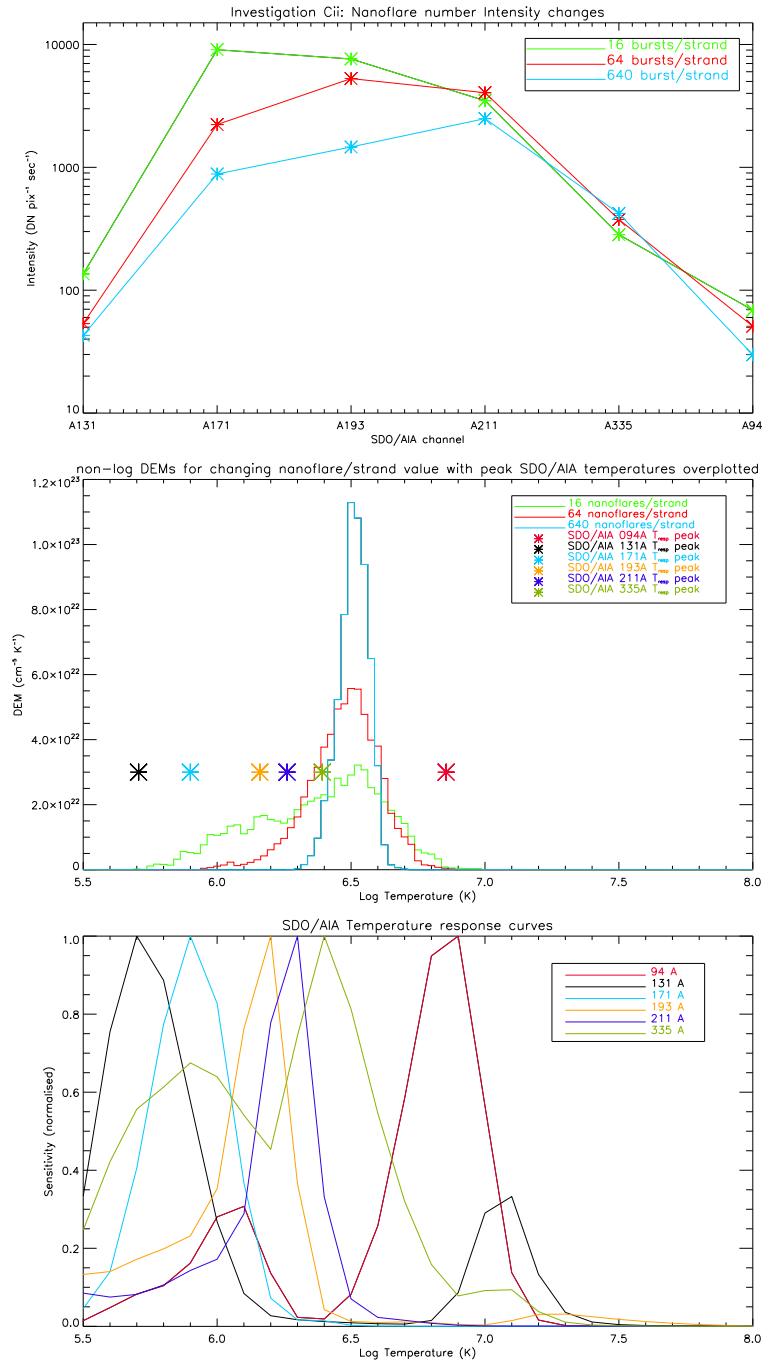 Investigation Cii: Nanoflare number Intensity changes
10000
1000
100
10
Intensity (DN pix⁻¹ sec⁻¹)
16 bursts/strand
64 bursts/strand
640 burst/strand
A131 A171 A193 A211 A335 A94
SDO/AIA channel
non-log DEMs for changing nanoflare/strand value with peak SDO/AIA temperatures overplotted
1.2×10²³
1.0×10²³
8.0×10²²
6.0×10²²
4.0×10²²
2.0×10²²
0
DEM (cm⁻⁵ K⁻¹)
16 nanoflares/strand
64 nanoflares/strand
640 nanoflares/strand
SDO/AIA 094A Tresp peak
SDO/AIA 131A Tresp peak
SDO/AIA 171A Tresp peak
SDO/AIA 193A Tresp peak
SDO/AIA 211A Tresp peak
SDO/AIA 335A Tresp peak
5.5 6.0 6.5 7.0 7.5 8.0
Log Temperature (K)
SDO/AIA Temperature response curves
1.0
0.8
0.6
0.4
0.2
0.0
Sensitivity (normalised)
94 A
131 A
171 A
193 A
211 A
335 A
5.5 6.0 6.5 7.0 7.5 8.0
Log Temperature (K)